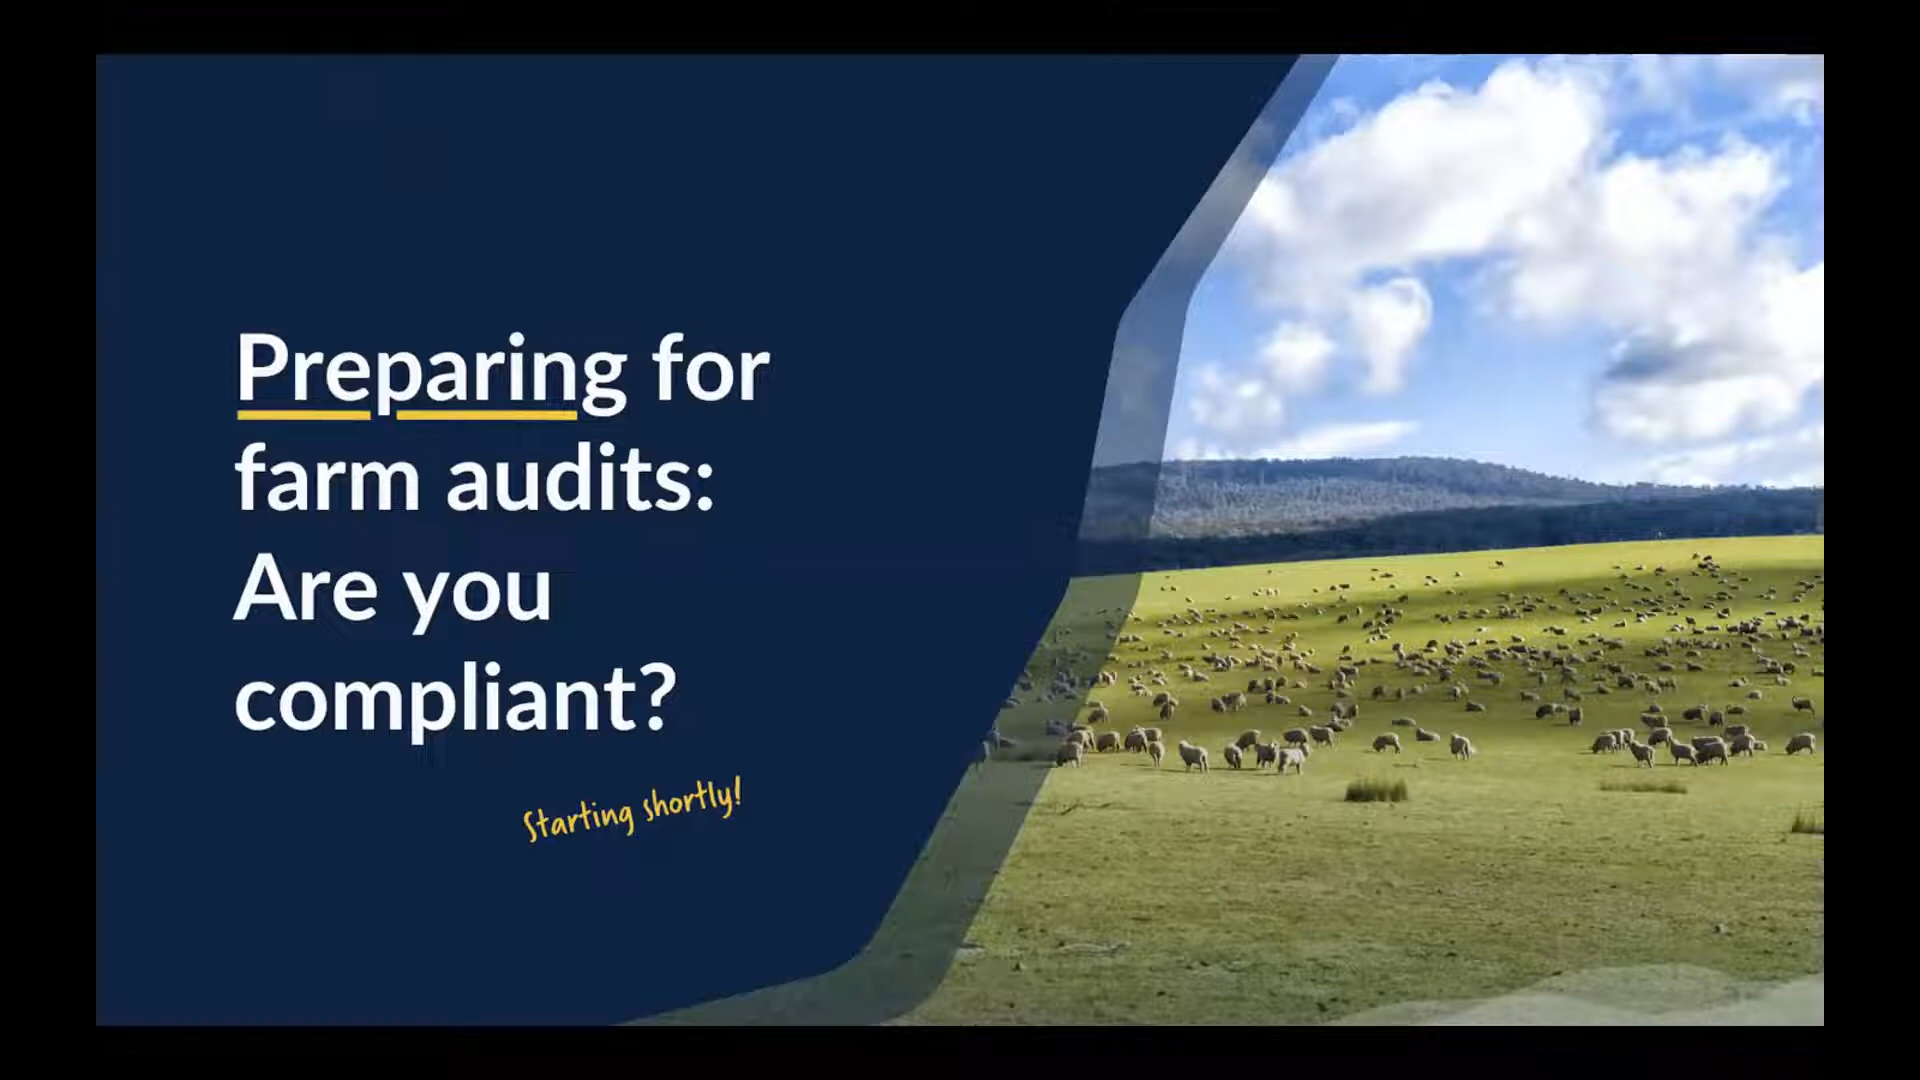 Preparing for
farm audits:
Are you
compliant?
Starting shortly!